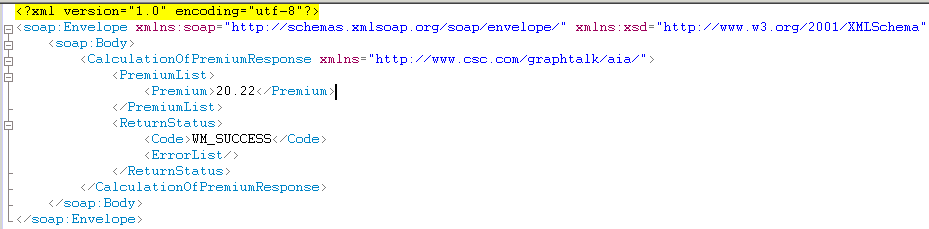 <?xml version="1.0" encoding="utf-8"?>
<soap:Envelope xmlns:soap="http://schemas.xmlsoap.org/soap/envelope/" xmlns:xsd="http://www.w3.org/2001/XMLSchema"
<soap:Body>
<CalculationOfPremiumResponse xmlns="http://www.csc.com/graphtalk/aia/">
<PremiumList>
<Premium>20.22</Premium>
</PremiumList>
<ReturnStatus>
<Code>WM_SUCCESS</Code>
<ErrorList/>
</ReturnStatus>
</CalculationOfPremiumResponse>
</soap:Body>
</soap:Envelope>